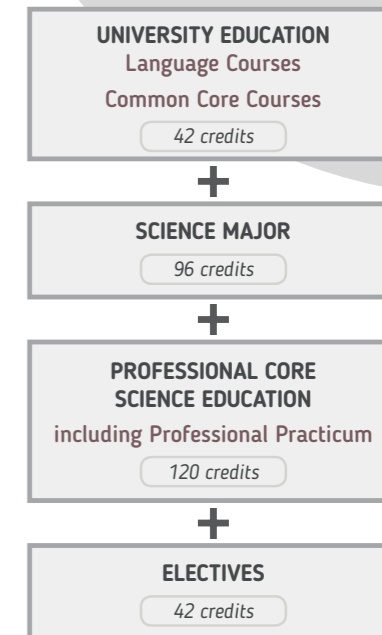 UNIVERSITY EDUCATION
Language Courses
Common Core Courses
42 credits
+
SCIENCE MAJOR
96 credits
+
PROFESSIONAL CORE
SCIENCE EDUCATION
including Professional Practicum
120 credits
+
ELECTIVES
42 credits